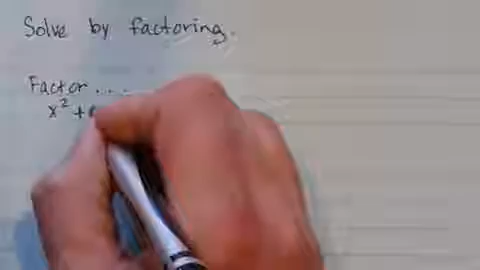 Solve by factoring.
Factor ...
x² +